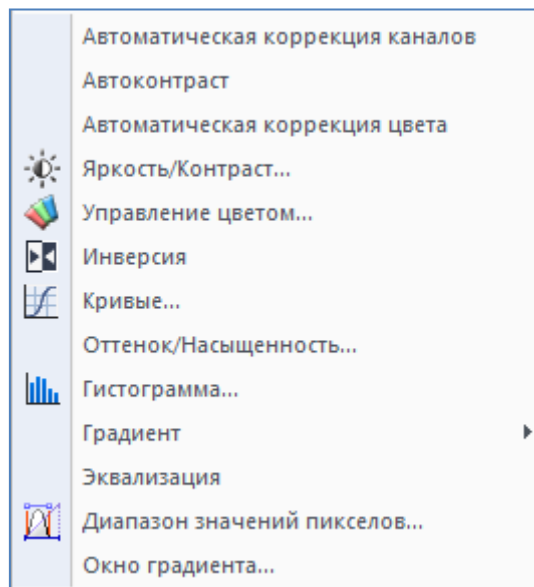 Автоматическая коррекция каналов
Автоконтраст
Автоматическая коррекция цвета
Яркость/Контраст...
Управление цветом...
Инверсия
Кривые...
Оттенок/Насыщенность...
Гистограмма...
Градиент
Эквализация
Диапазон значений пикселов...
Окно градиента...